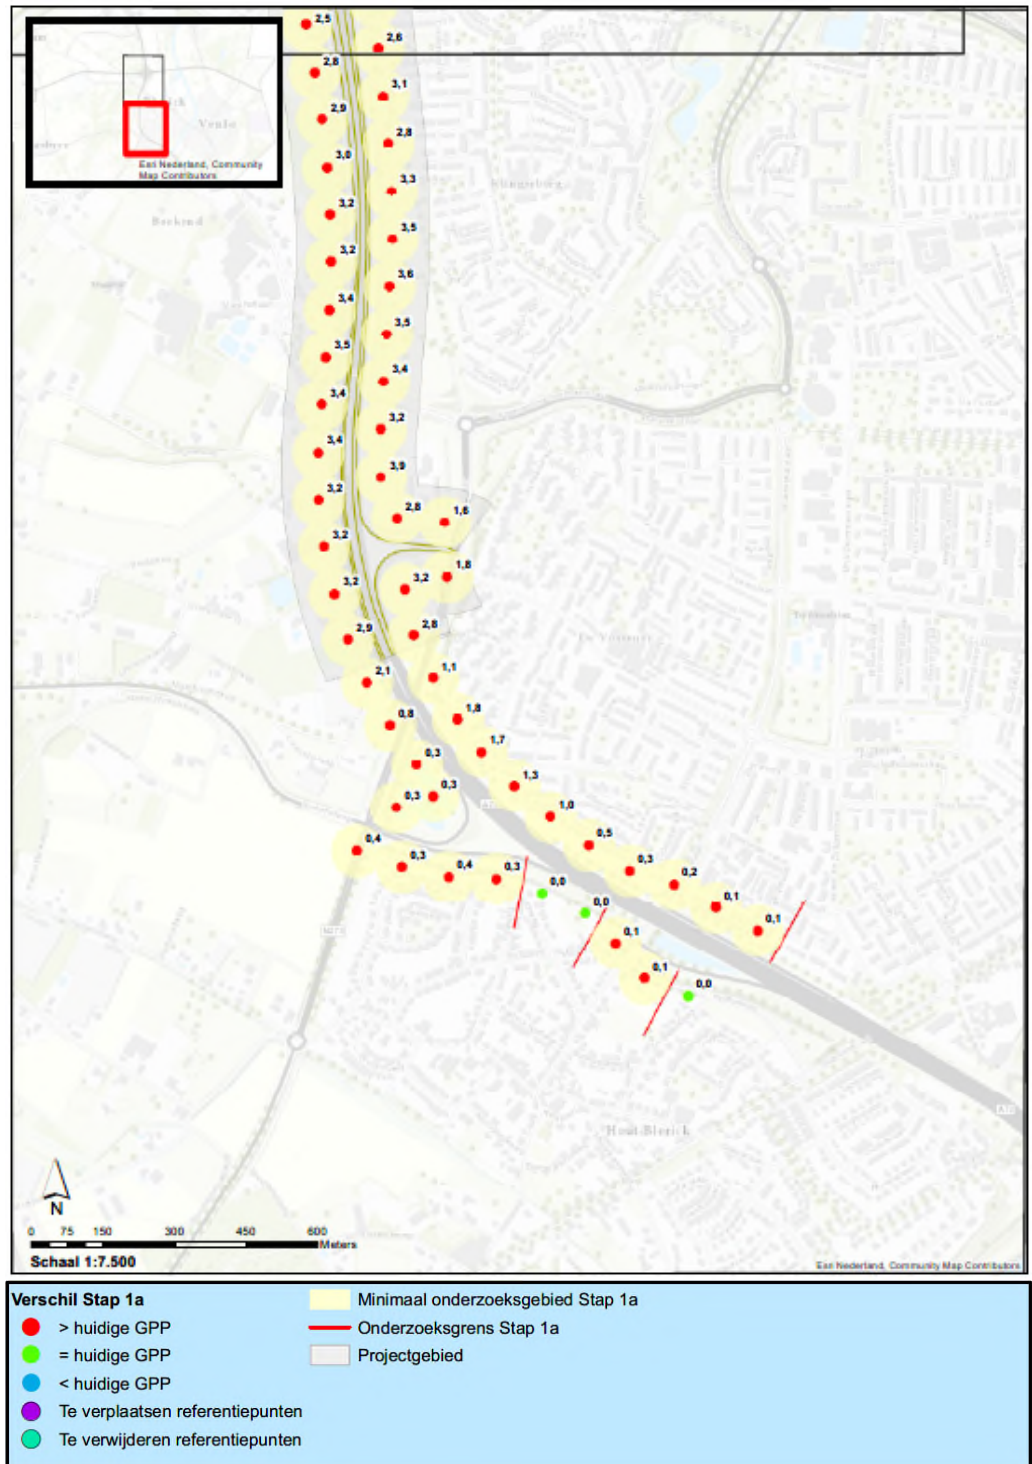 2,5
2,6
2,8
3,1
2,9
2,8
3,0
3,3
3,2
3,5
3,2
3,6
3,4
3,5
3,5
3,4
3,4
3,2
3,4
3,9
3,2
2,8
1,6
3,2
1,8
3,2
3,2
2,9
2,8
2,1
1,1
0,8
1,8
0,3
1,7
0,3
0,3
1,3
1,0
0,4
0,5
0,3
0,4
0,3
0,3
0,2
0,0
0,0
0,1
0,1
0,1
0,1
0,0
Venlo
Esri Nederland, Community
Map Contributors
Boekend
Klingerberg
Hout-Blerick
N
0 75 150 300 450 600
Meters
Schaal 1:7.500
Esri Nederland, Community Map Contributors
Verschil Stap 1a
> huidige GPP
= huidige GPP
< huidige GPP
Te verplaatsen referentiepunten
Te verwijderen referentiepunten
Minimaal onderzoeksgebied Stap 1a
Onderzoeksgrens Stap 1a
Projectgebied